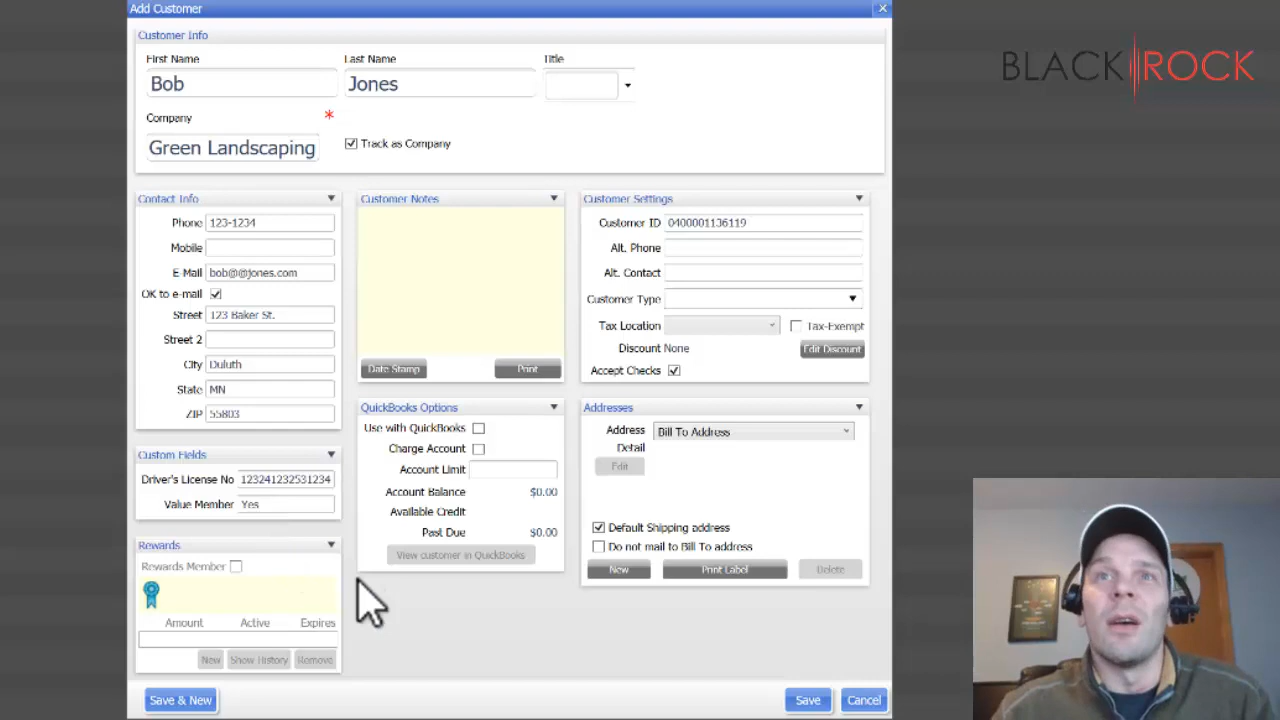 Add Customer
BLACK ROCK
Customer Info
First Name Last Name Title
Bob Jones
Company *
Green Landscaping Track as Company
Contact Info
Phone 123-1234
Mobile
E-Mail bob@@jones.com
OK to e-mail
Street 123 Baker St.
Street 2
City Duluth
State MN
ZIP 55803
Custom Fields
Driver's License No 123241232531234
Value Member Yes
Rewards
Rewards Member
Amount Active Expires
New Show History Remove
Customer Notes
Date Stamp Print
QuickBooks Options
Use with QuickBooks
Charge Account
Account Limit
Account Balance $0.00
Available Credit
Past Due $0.00
View customer in QuickBooks
Customer Settings
Customer ID 0400001136119
Alt. Phone
Alt. Contact
Customer Type
Tax Location Tax-Exempt
Discount None Edit Discount
Accept Checks
Addresses
Address Bill To Address
Detail
Edit
Default Shipping address
Do not mail to Bill To address
New Print Label Delete
Save & New Save Cancel